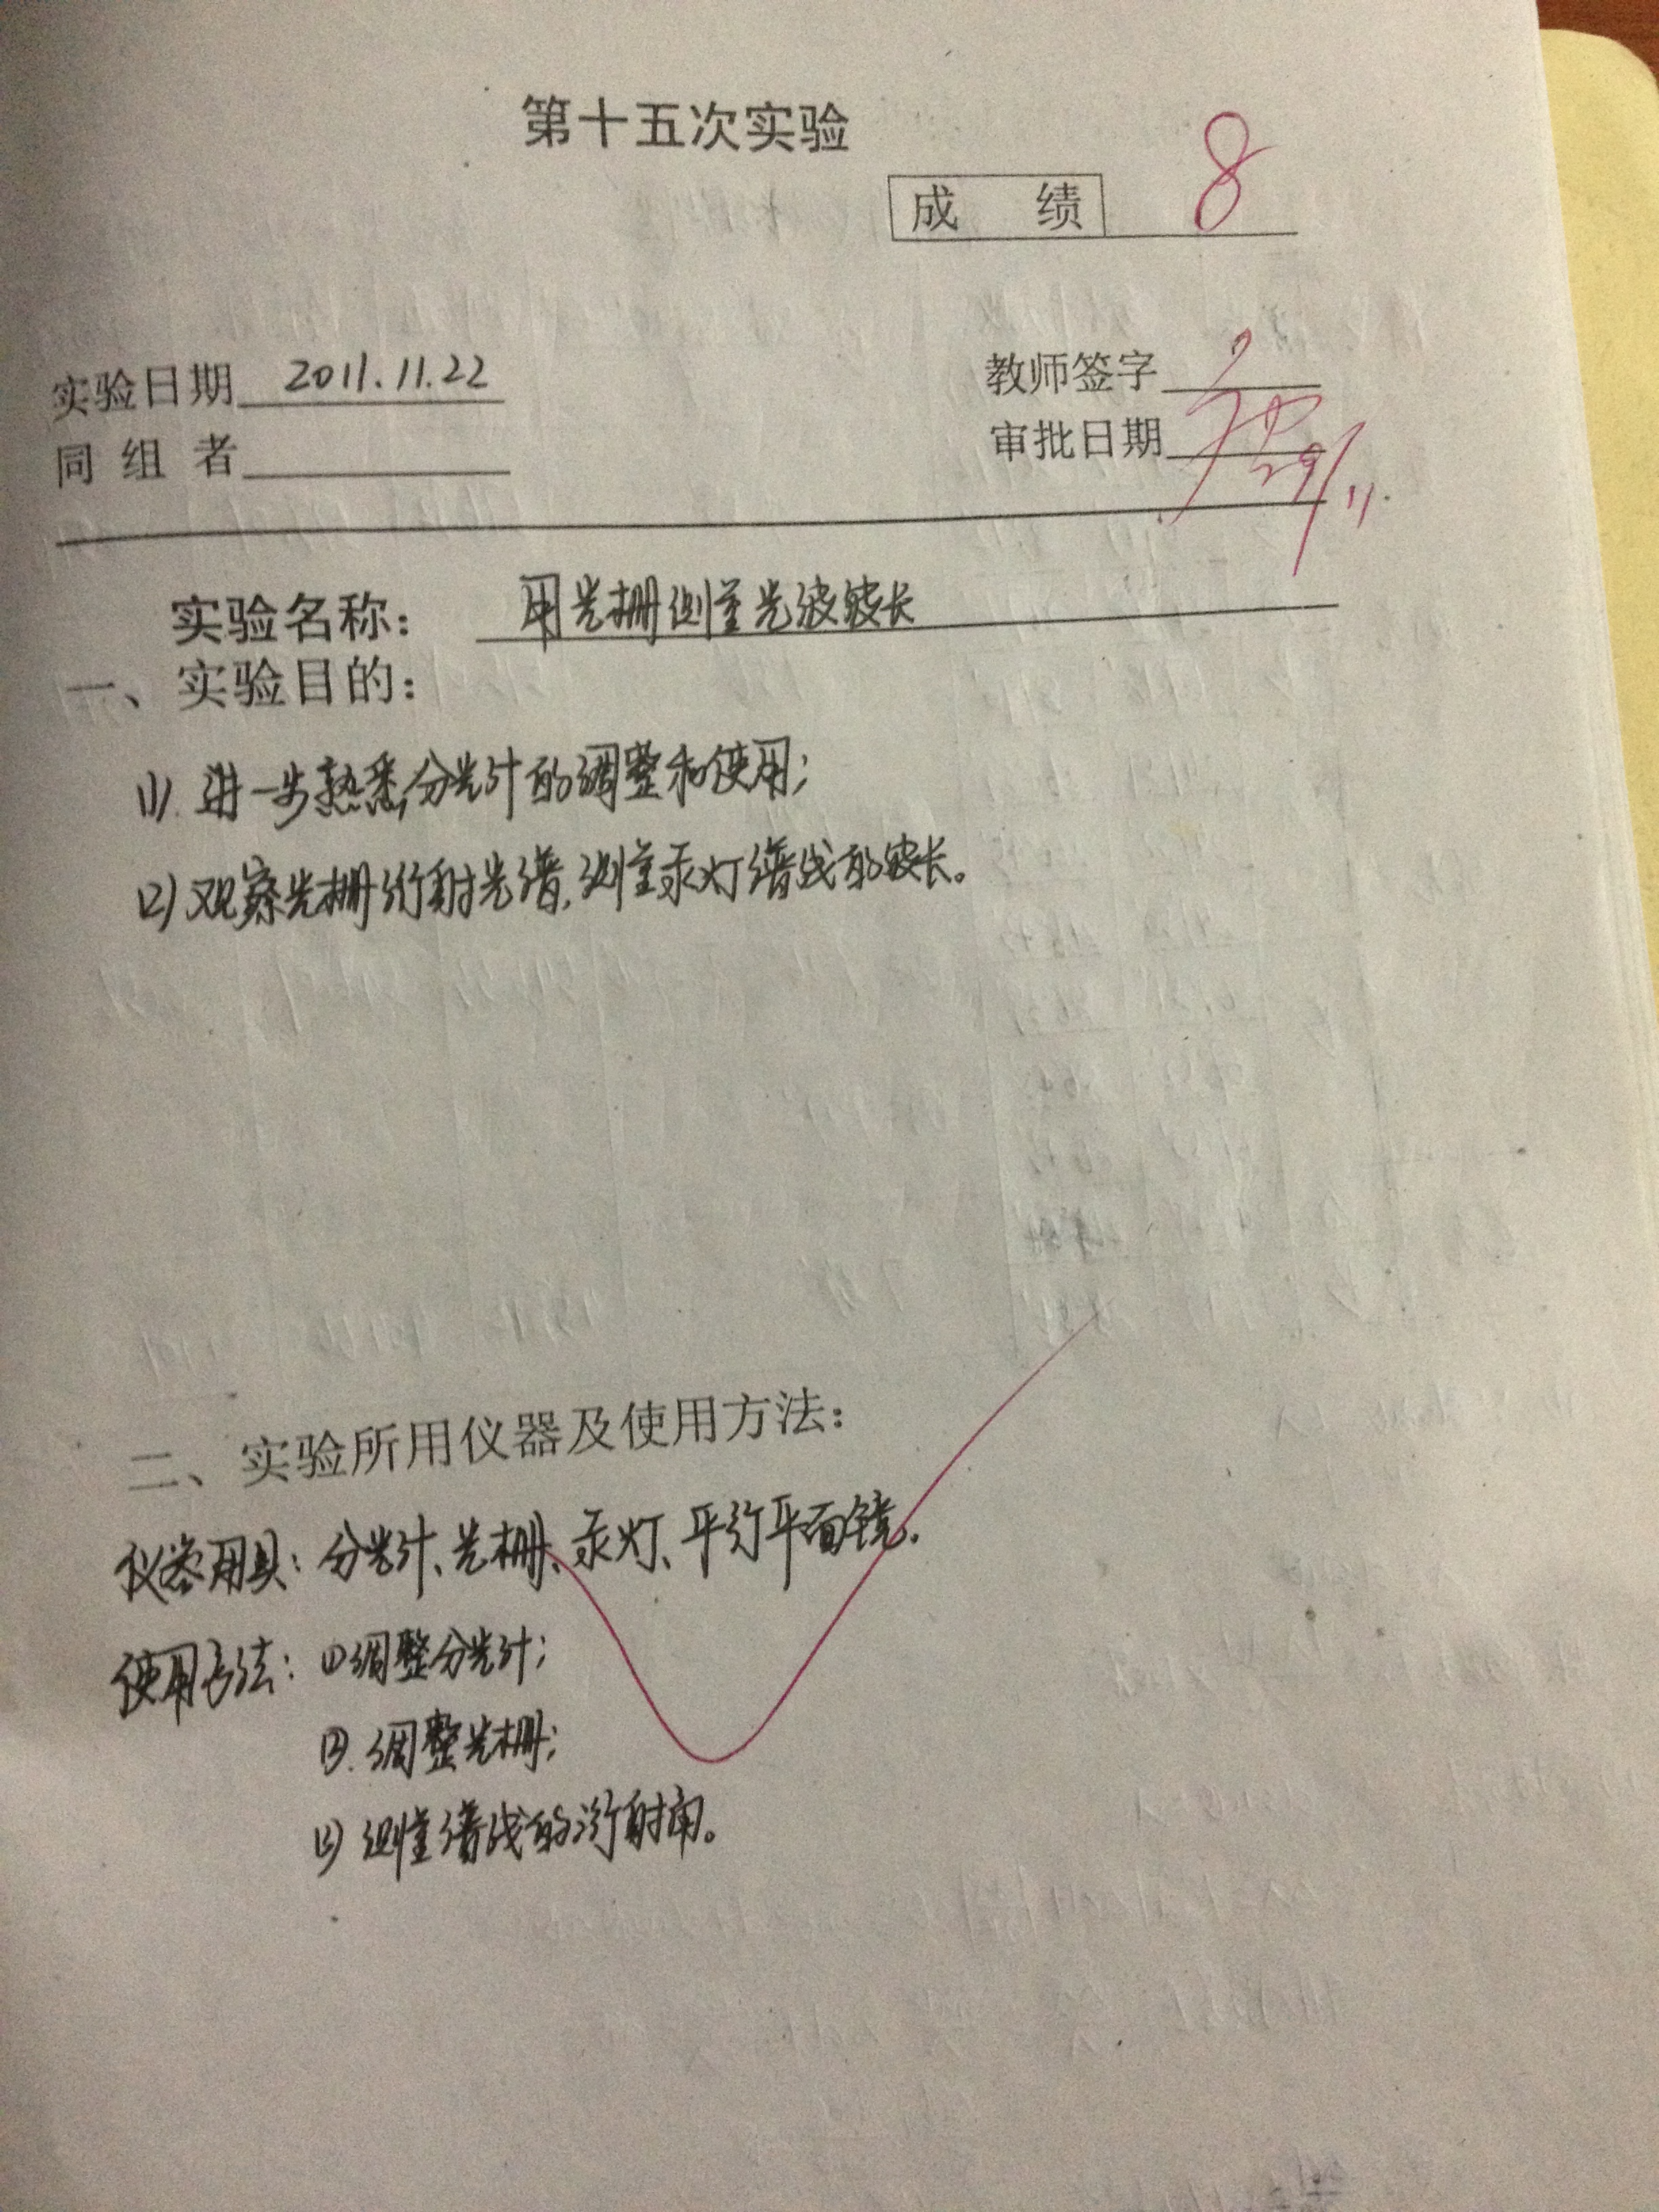 第十五次实验
成 绩 8
实验日期 2011.11.22 教师签字
同 组 者 审批日期 29/11.
实验名称: 用光栅测量光波波长
一、实验目的:
(1). 进一步熟悉分光计的调整和使用;
(2) 观察光栅衍射光谱,测量汞灯谱线的波长。
二、实验所用仪器及使用方法:
仪器用具: 分光计、光栅、汞灯、平行平面镜。
使用方法: ①调整分光计;
②. 调整光栅;
③ 测量谱线的衍射角。